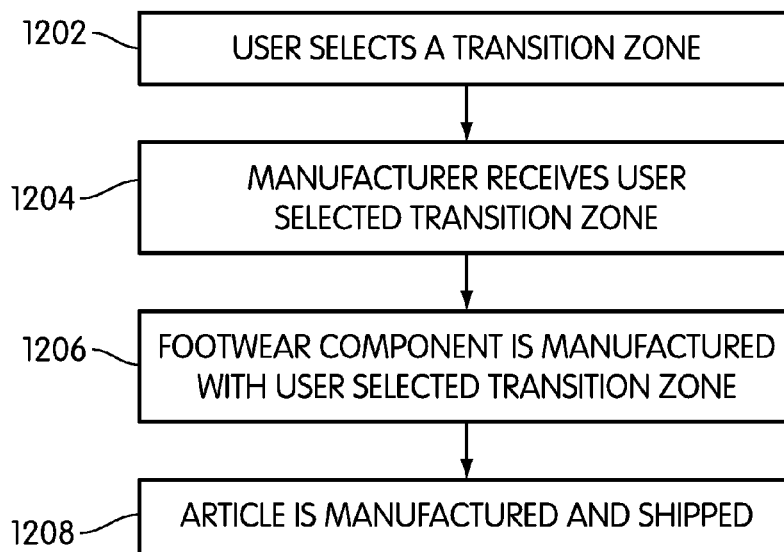 1202
USER SELECTS A TRANSITION ZONE
1204
MANUFACTURER RECEIVES USER
SELECTED TRANSITION ZONE
1206
FOOTWEAR COMPONENT IS MANUFACTURED
WITH USER SELECTED TRANSITION ZONE
1208
ARTICLE IS MANUFACTURED AND SHIPPED